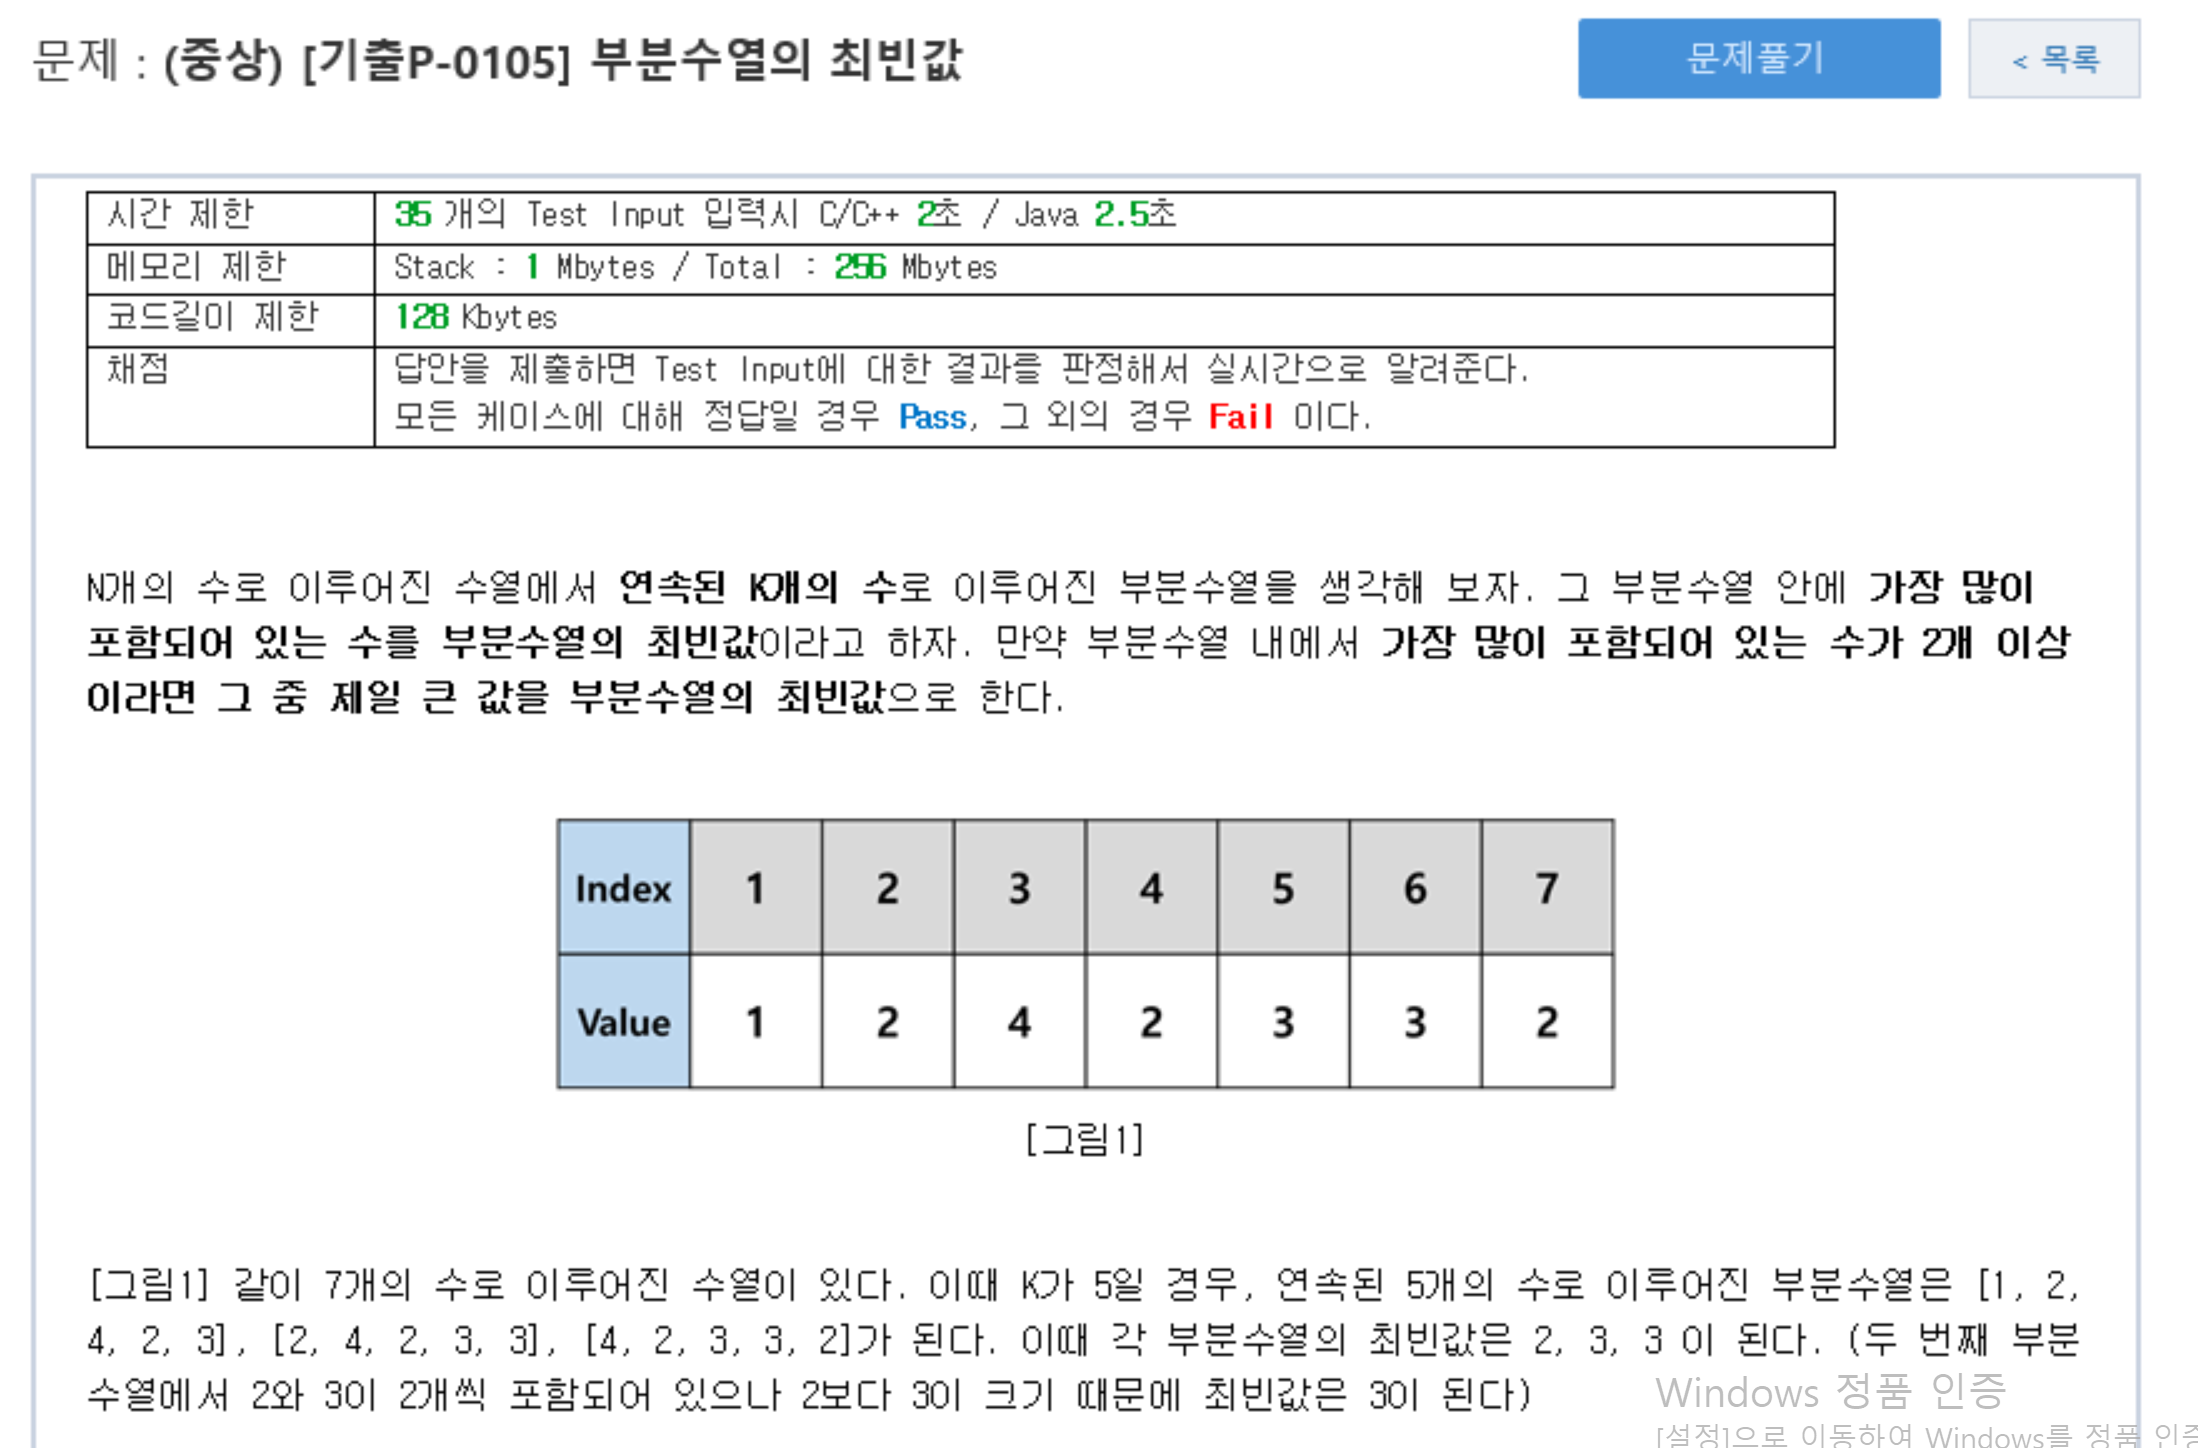 문제 : (중상) [기출P-0105] 부분수열의 최빈값
문제풀기
< 목록
시간 제한 35 개의 Test Input 입력시 C/C++ 2초 / Java 2.5초
메모리 제한 Stack : 1 Mbytes / Total : 256 Mbytes
코드길이 제한 128 Kbytes
채점 답안을 제출하면 Test Input에 대한 결과를 판정해서 실시간으로 알려준다.
모든 케이스에 대해 정답일 경우 Pass, 그 외의 경우 Fail 이다.
N개의 수로 이루어진 수열에서 연속된 K개의 수로 이루어진 부분수열을 생각해 보자. 그 부분수열 안에 가장 많이
포함되어 있는 수를 부분수열의 최빈값이라고 하자. 만약 부분수열 내에서 가장 많이 포함되어 있는 수가 2개 이상
이라면 그 중 제일 큰 값을 부분수열의 최빈값으로 한다.
Index 1 2 3 4 5 6 7
Value 1 2 4 2 3 3 2
[그림1]
[그림1] 같이 7개의 수로 이루어진 수열이 있다. 이때 K가 5일 경우, 연속된 5개의 수로 이루어진 부분수열은 [1, 2,
4, 2, 3], [2, 4, 2, 3, 3], [4, 2, 3, 3, 2]가 된다. 이때 각 부분수열의 최빈값은 2, 3, 3 이 된다. (두 번째 부분
수열에서 2와 3이 2개씩 포함되어 있으나 2보다 3이 크기 때문에 최빈값은 3이 된다)
Windows 정품 인증
[설정]으로 이동하여 Windows를 정품 인증